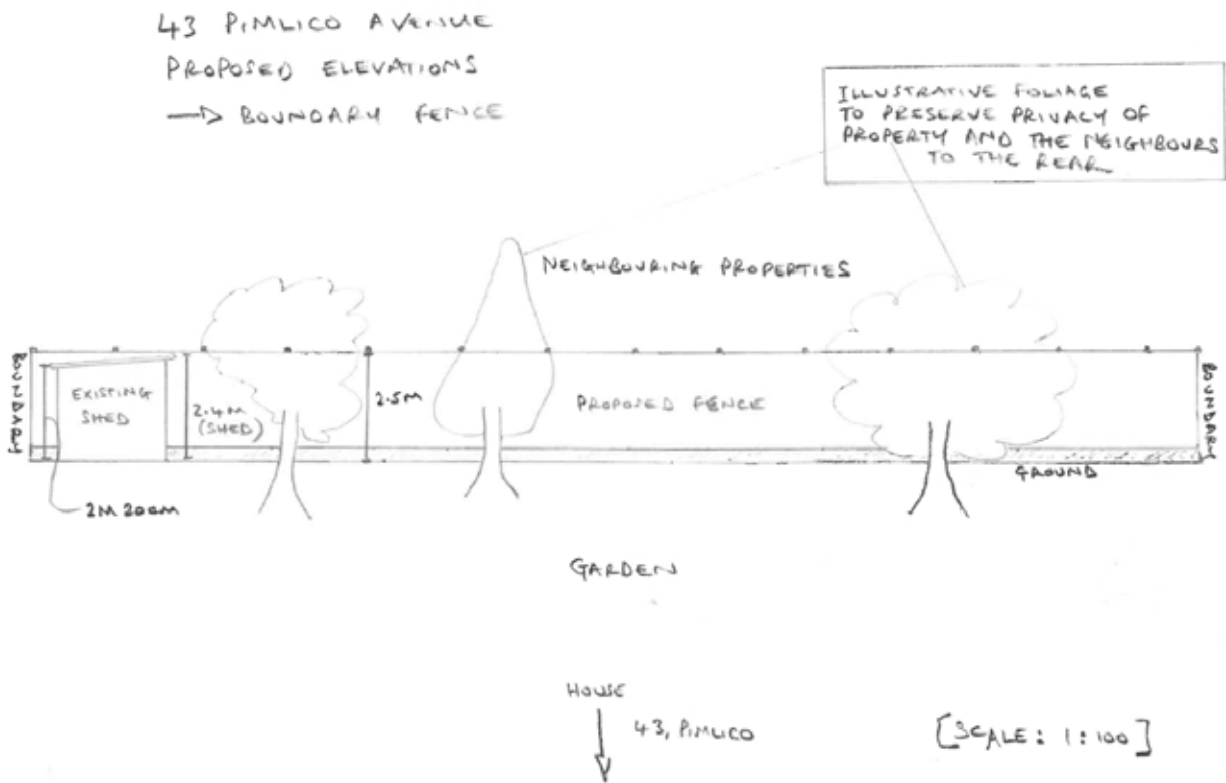 43 PIMLICO AVENUE
PROPOSED ELEVATIONS
→ BOUNDARY FENCE
ILLUSTRATIVE FOLIAGE
TO PRESERVE PRIVACY OF
PROPERTY AND THE NEIGHBOURS
TO THE REAR
NEIGHBOURING PROPERTIES
BOUNDARY
EXISTING
SHED
2.4M
(SHED)
2.5M
PROPOSED FENCE
BOUNDARY
GROUND
2M 20CM
GARDEN
HOUSE
43, PIMLICO
[SCALE: 1:100]